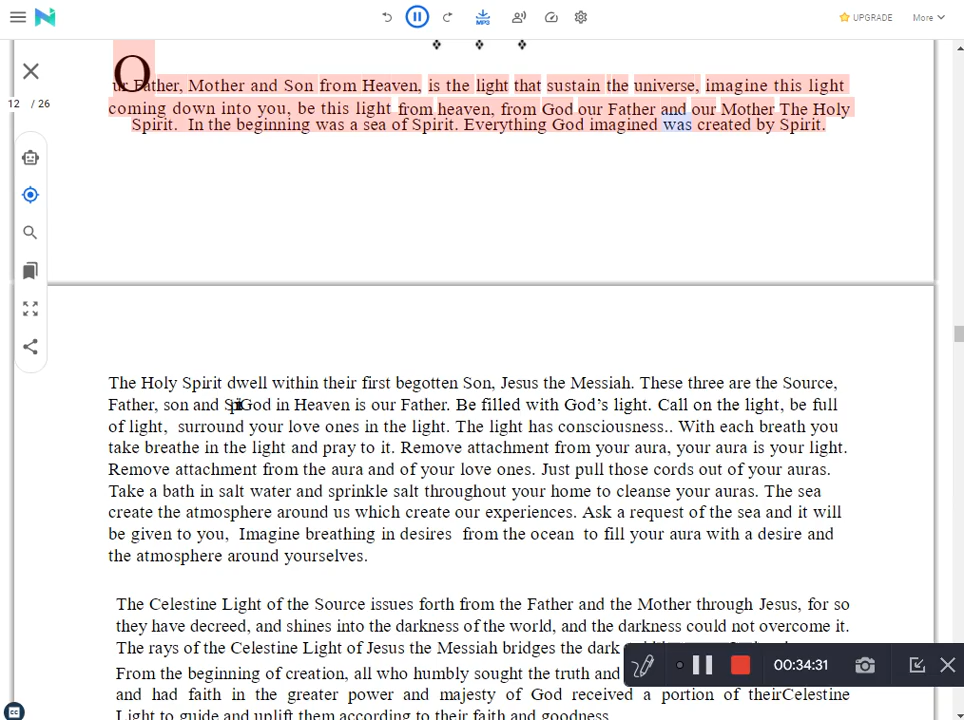 MP3
UPGRADE
More
12 / 26
Our Father, Mother and Son from Heaven, is the light that sustain the universe, imagine this light
coming down into you, be this light from heaven, from God our Father and our Mother The Holy
Spirit. In the beginning was a sea of Spirit. Everything God imagined was created by Spirit.
The Holy Spirit dwell within their first begotten Son, Jesus the Messiah. These three are the Source,
Father, son and God in Heaven is our Father. Be filled with God's light. Call on the light, be full
of light, surround your love ones in the light. The light has consciousness.. With each breath you
take breathe in the light and pray to it. Remove attachment from your aura, your aura is your light.
Remove attachment from the aura and of your love ones. Just pull those cords out of your auras.
Take a bath in salt water and sprinkle salt throughout your home to cleanse your auras. The sea
create the atmosphere around us which create our experiences. Ask a request of the sea and it will
be given to you, Imagine breathing in desires from the ocean to fill your aura with a desire and
the atmosphere around yourselves.
The Celestine Light of the Source issues forth from the Father and the Mother through Jesus, for so
they have decreed, and shines into the darkness of the world, and the darkness could not overcome it.
The rays of the Celestine Light of Jesus the Messiah bridges the dark
From the beginning of creation, all who humbly sought the truth and
and had faith in the greater power and majesty of God received a portion of theirCelestine
Light to guide and uplift them according to their faith and goodness.
00:34:31
CC